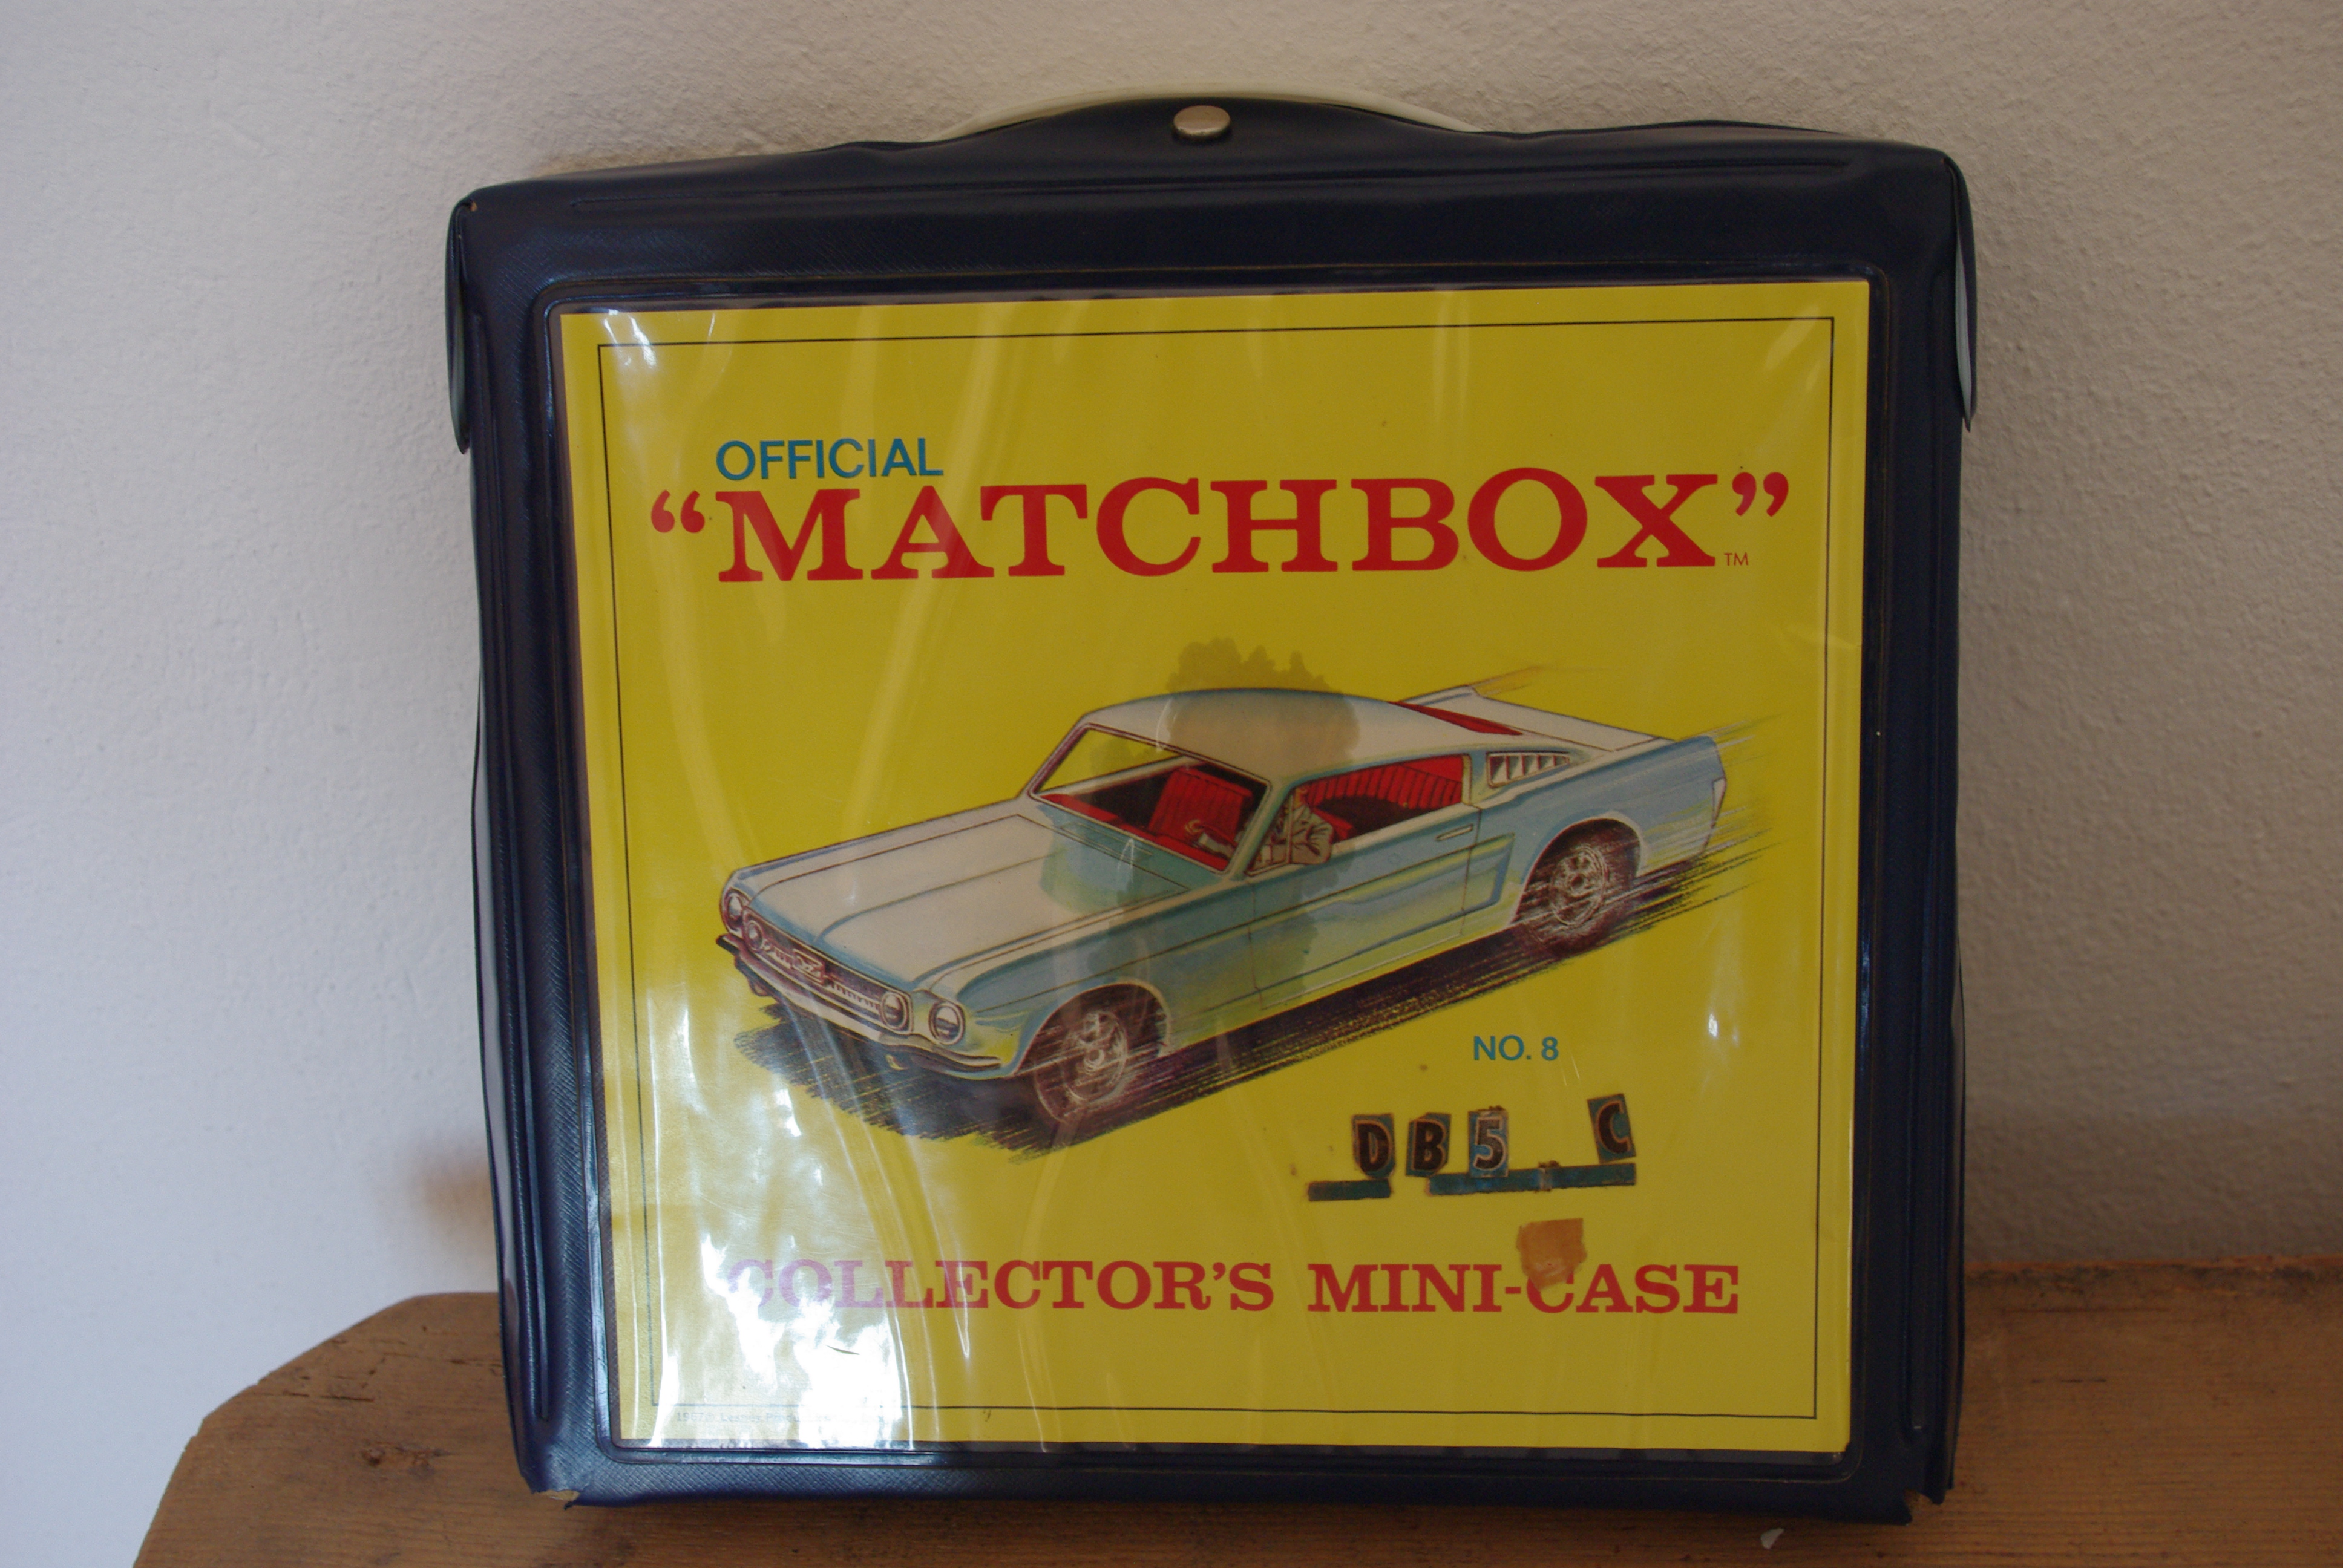 OFFICIAL
“MATCHBOX”
TM
NO. 8
DB5 C
COLLECTOR'S MINI-CASE